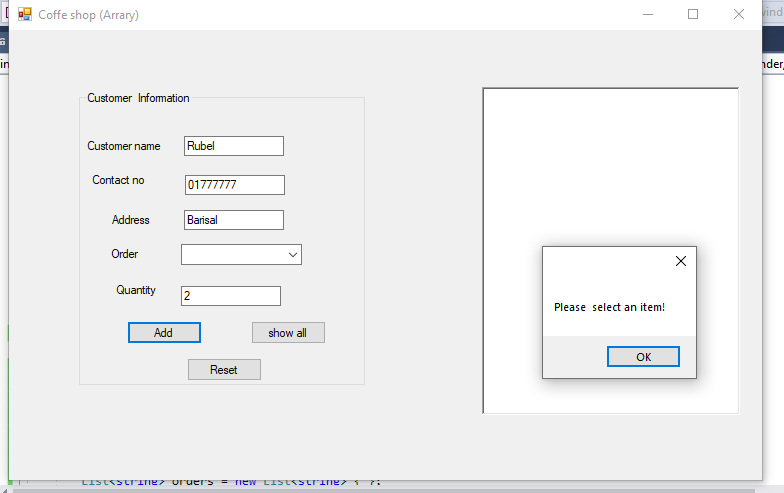 Coffe shop (Arrary)
Customer Information
Customer name Rubel
Contact no 01777777
Address Barisal
Order
Quantity 2
Add show all
Reset
Please select an item!
OK
List<string> orders = new List<string> { };